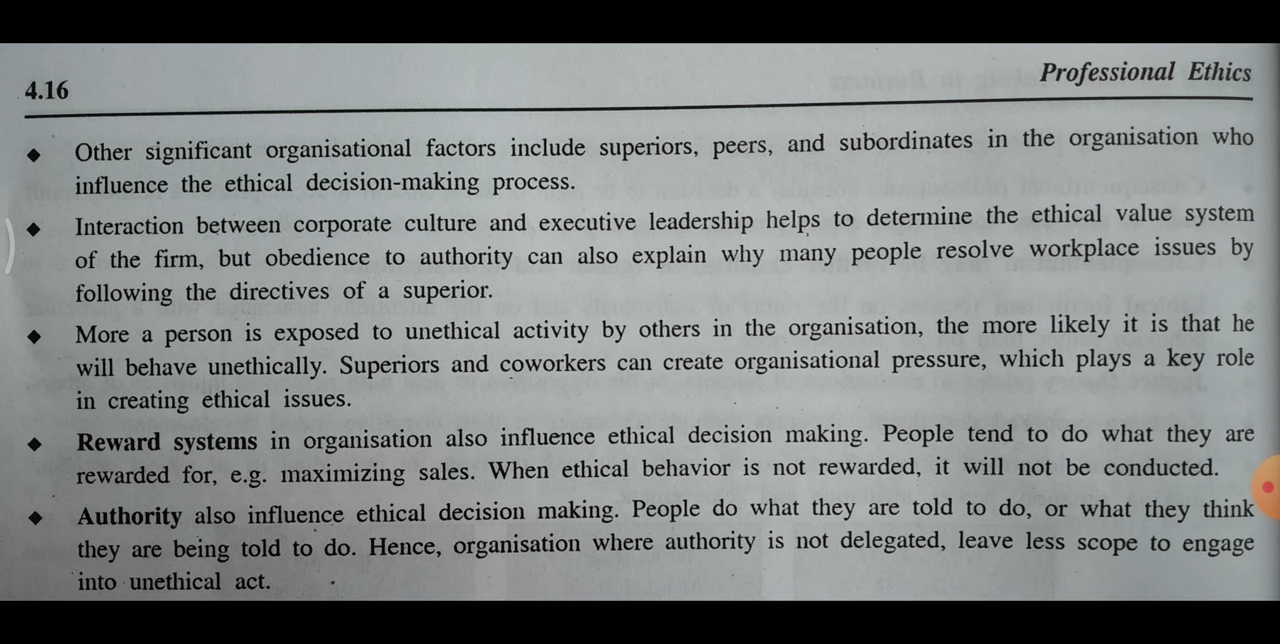 4.16
Professional Ethics
◆ Other significant organisational factors include superiors, peers, and subordinates in the organisation who
influence the ethical decision-making process.
◆ Interaction between corporate culture and executive leadership helps to determine the ethical value system
of the firm, but obedience to authority can also explain why many people resolve workplace issues by
following the directives of a superior.
◆ More a person is exposed to unethical activity by others in the organisation, the more likely it is that he
will behave unethically. Superiors and coworkers can create organisational pressure, which plays a key role
in creating ethical issues.
◆ Reward systems in organisation also influence ethical decision making. People tend to do what they are
rewarded for, e.g. maximizing sales. When ethical behavior is not rewarded, it will not be conducted.
◆ Authority also influence ethical decision making. People do what they are told to do, or what they think
they are being told to do. Hence, organisation where authority is not delegated, leave less scope to engage
into unethical act.